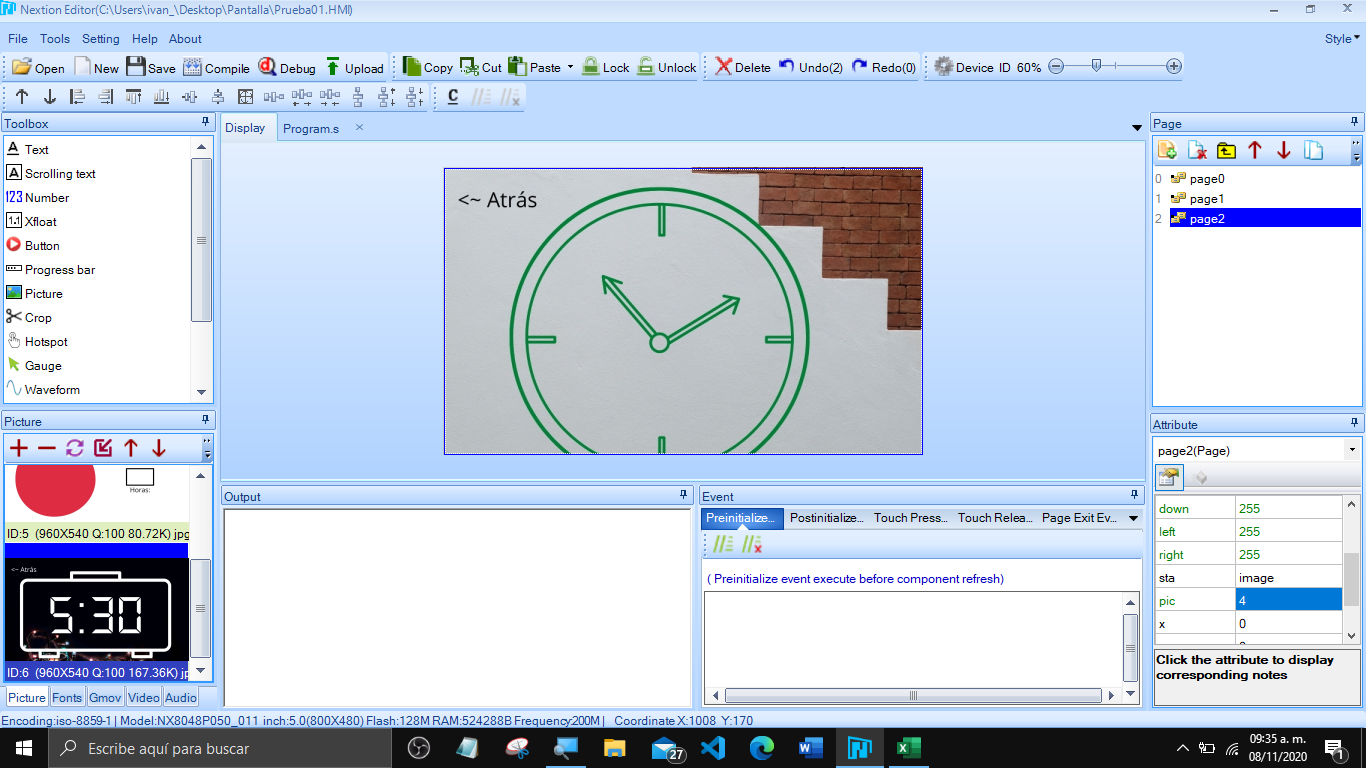 Nextion Editor(C:\Users\ivan_\Desktop\Pantalla\Prueba01.HMI)
File Tools Setting Help About Style
Open New Save Compile Debug Upload Copy Cut Paste Lock Unlock Delete Undo(2) Redo(0) Device ID 60%
Toolbox
Text
Scrolling text
Number
Xfloat
Button
Progress bar
Picture
Crop
Hotspot
Gauge
Waveform
Picture
Horas:
ID:5 (960X540 Q:100 80.72K) jpg
<~ Atrás
5:30
ID:6 (960X540 Q:100 167.36K) jp
Picture Fonts Gmov Video Audio
Display Program.s
<~ Atrás
Output
Event
Preinitialize... Postinitialize... Touch Press... Touch Relea... Page Exit Ev...
( Preinitialize event execute before component refresh)
Page
0 page0
1 page1
2 page2
Attribute
page2(Page)
down 255
left 255
right 255
sta image
pic 4
x 0
Click the attribute to display
corresponding notes
Encoding:iso-8859-1 | Model:NX8048P050_011 inch:5.0(800X480) Flash:128M RAM:524288B Frequency:200M | Coordinate X:1008 Y:170
Escribe aquí para buscar
27
09:35 a. m.
08/11/2020
1